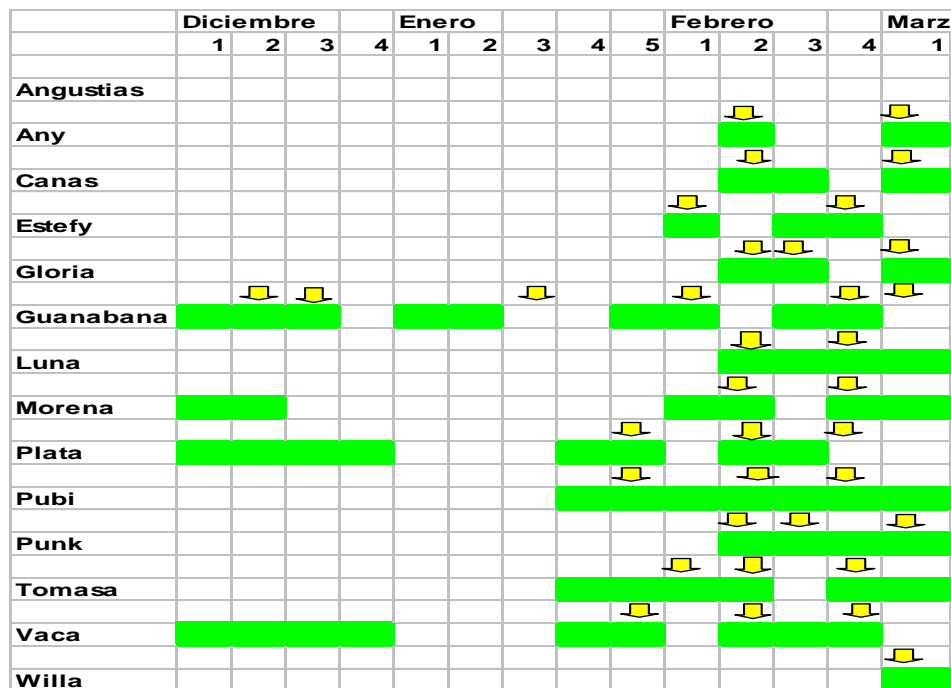 Diciembre Enero Febrero Marz
1 2 3 4 1 2 3 4 5 1 2 3 4 1
Angustias
Any
Canas
Estefy
Gloria
Guanabana
Luna
Morena
Plata
Pubi
Punk
Tomasa
Vaca
Willa